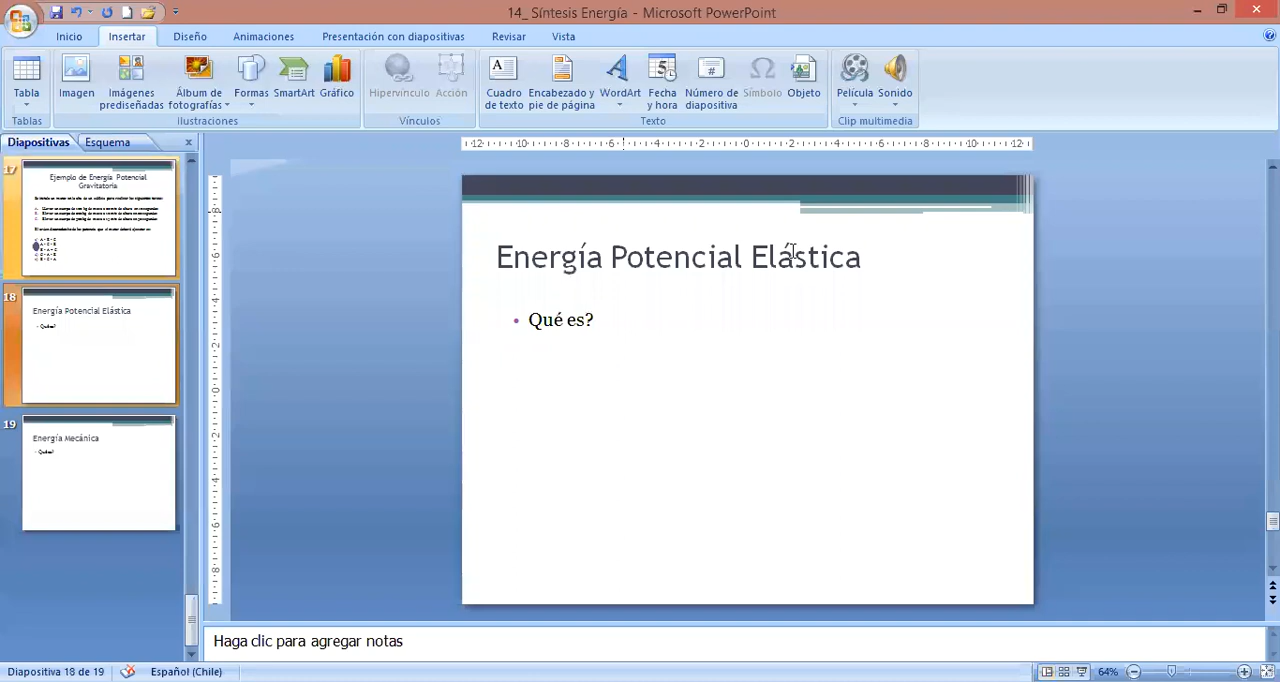 14_ Síntesis Energía - Microsoft PowerPoint
Inicio Insertar Diseño Animaciones Presentación con diapositivas Revisar Vista
Tabla Imagen Imágenes prediseñadas Álbum de fotografías Formas SmartArt Gráfico Hipervínculo Acción Cuadro de texto Encabezado y pie de página WordArt Fecha y hora Número de diapositiva Símbolo Objeto Película Sonido
Tablas Ilustraciones Vínculos Texto Clip multimedia
Diapositivas Esquema
17
Ejemplo de Energía Potencial
Gravitatoria
18
Energía Potencial Elástica
• Qué es?
19
Energía Mecánica
• Qué es?
Energía Potencial Elástica
• Qué es?
Haga clic para agregar notas
Diapositiva 18 de 19 Español (Chile) 64%